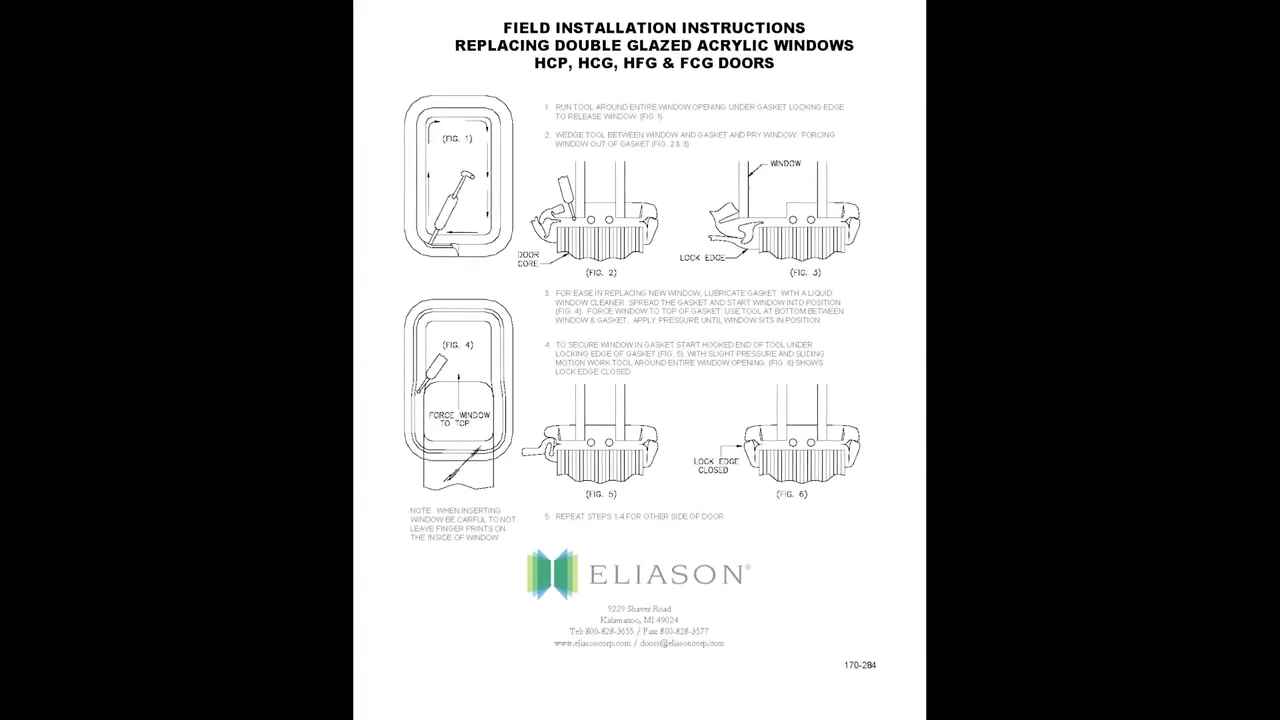 FIELD INSTALLATION INSTRUCTIONS
REPLACING DOUBLE GLAZED ACRYLIC WINDOWS
HCP, HCG, HFG & FCG DOORS
(FIG. 1)
1. RUN TOOL AROUND ENTIRE WINDOW OPENING UNDER GASKET LOCKING EDGE
TO RELEASE WINDOW (FIG 1)
2. WEDGE TOOL BETWEEN WINDOW AND GASKET AND PRY WINDOW FORCING
WINDOW OUT OF GASKET (FIG. 2 & 3)
WINDOW
DOOR
CORE
(FIG. 2)
LOCK EDGE
(FIG. 3)
3. FOR EASE IN REPLACING NEW WINDOW, LUBRICATE GASKET WITH A LIQUID
WINDOW CLEANER. SPREAD THE GASKET AND START WINDOW INTO POSITION
(FIG. 4). FORCE WINDOW TO TOP OF GASKET. USE TOOL AT BOTTOM BETWEEN
WINDOW & GASKET. APPLY PRESSURE UNTIL WINDOW SITS IN POSITION.
(FIG. 4)
FORCE WINDOW
TO TOP
4. TO SECURE WINDOW IN GASKET START HOOKED END OF TOOL UNDER
LOCKING EDGE OF GASKET (FIG. 5). WITH SLIGHT PRESSURE AND SLIDING
MOTION WORK TOOL AROUND ENTIRE WINDOW OPENING. (FIG. 6) SHOWS
LOCK EDGE CLOSED.
(FIG. 5)
LOCK EDGE
CLOSED
(FIG. 6)
NOTE: WHEN INSERTING
WINDOW BE CARFUL TO NOT
LEAVE FINGER PRINTS ON
THE INSIDE OF WINDOW
5. REPEAT STEPS 1-4 FOR OTHER SIDE OF DOOR
ELIASON®
9229 Shaver Road
Kalamazoo, MI 49024
Tel: 800-828-3655 / Fax: 800-828-3577
www.eliasoncorp.com / doors@eliasoncorp.com
170-284